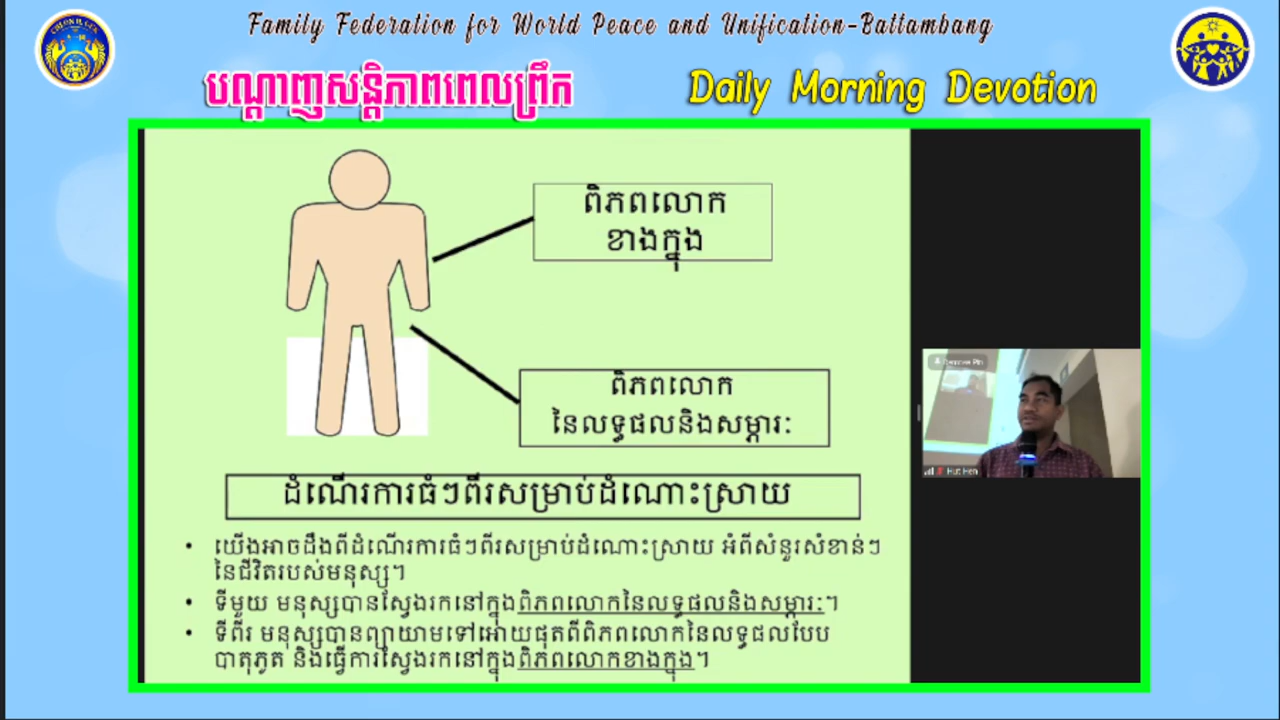 Family Federation for World Peace and Unification-Battambang
បណ្តាញសន្តិភាពពេលព្រឹក
Daily Morning Devotion
ពិភពលោក
ខាងក្នុង
ពិភពលោក
នៃលទ្ធផលនិងសម្ភារៈ
ដំណើរការធំៗពីរសម្រាប់ដំណោះស្រាយ
• យើងអាចដឹងពីដំណើរការធំៗពីរសម្រាប់ដំណោះស្រាយ អំពីសំនួរសំខាន់ៗ
នៃជីវិតរបស់មនុស្ស។
• ទីមួយ មនុស្សបានស្វែងរកនៅក្នុងពិភពលោកនៃលទ្ធផលនិងសម្ភារៈ។
• ទីពីរ មនុស្សបានព្យាយាមទៅអោយផុតពីពិភពលោកនៃលទ្ធផលបែប
បាតុភូត និងធ្វើការស្វែងរកនៅក្នុងពិភពលោកខាងក្នុង។
Hut Hen